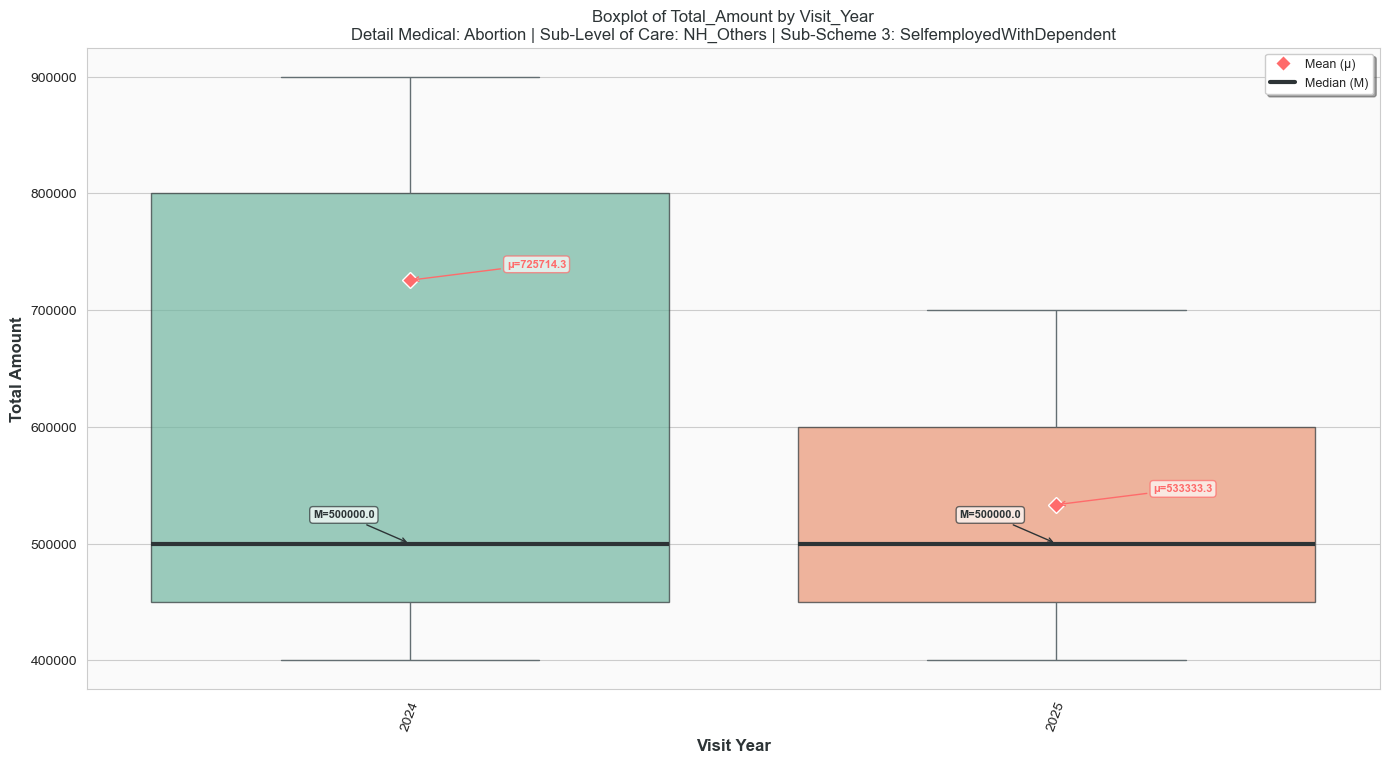 Boxplot of Total_Amount by Visit_Year
Detail Medical: Abortion | Sub-Level of Care: NH_Others | Sub-Scheme 3: SelfemployedWithDependent
Mean (μ)
Median (M)
900000
800000
700000
600000
500000
400000
Total Amount
μ=725714.3
M=500000.0
μ=533333.3
M=500000.0
2024
2025
Visit Year